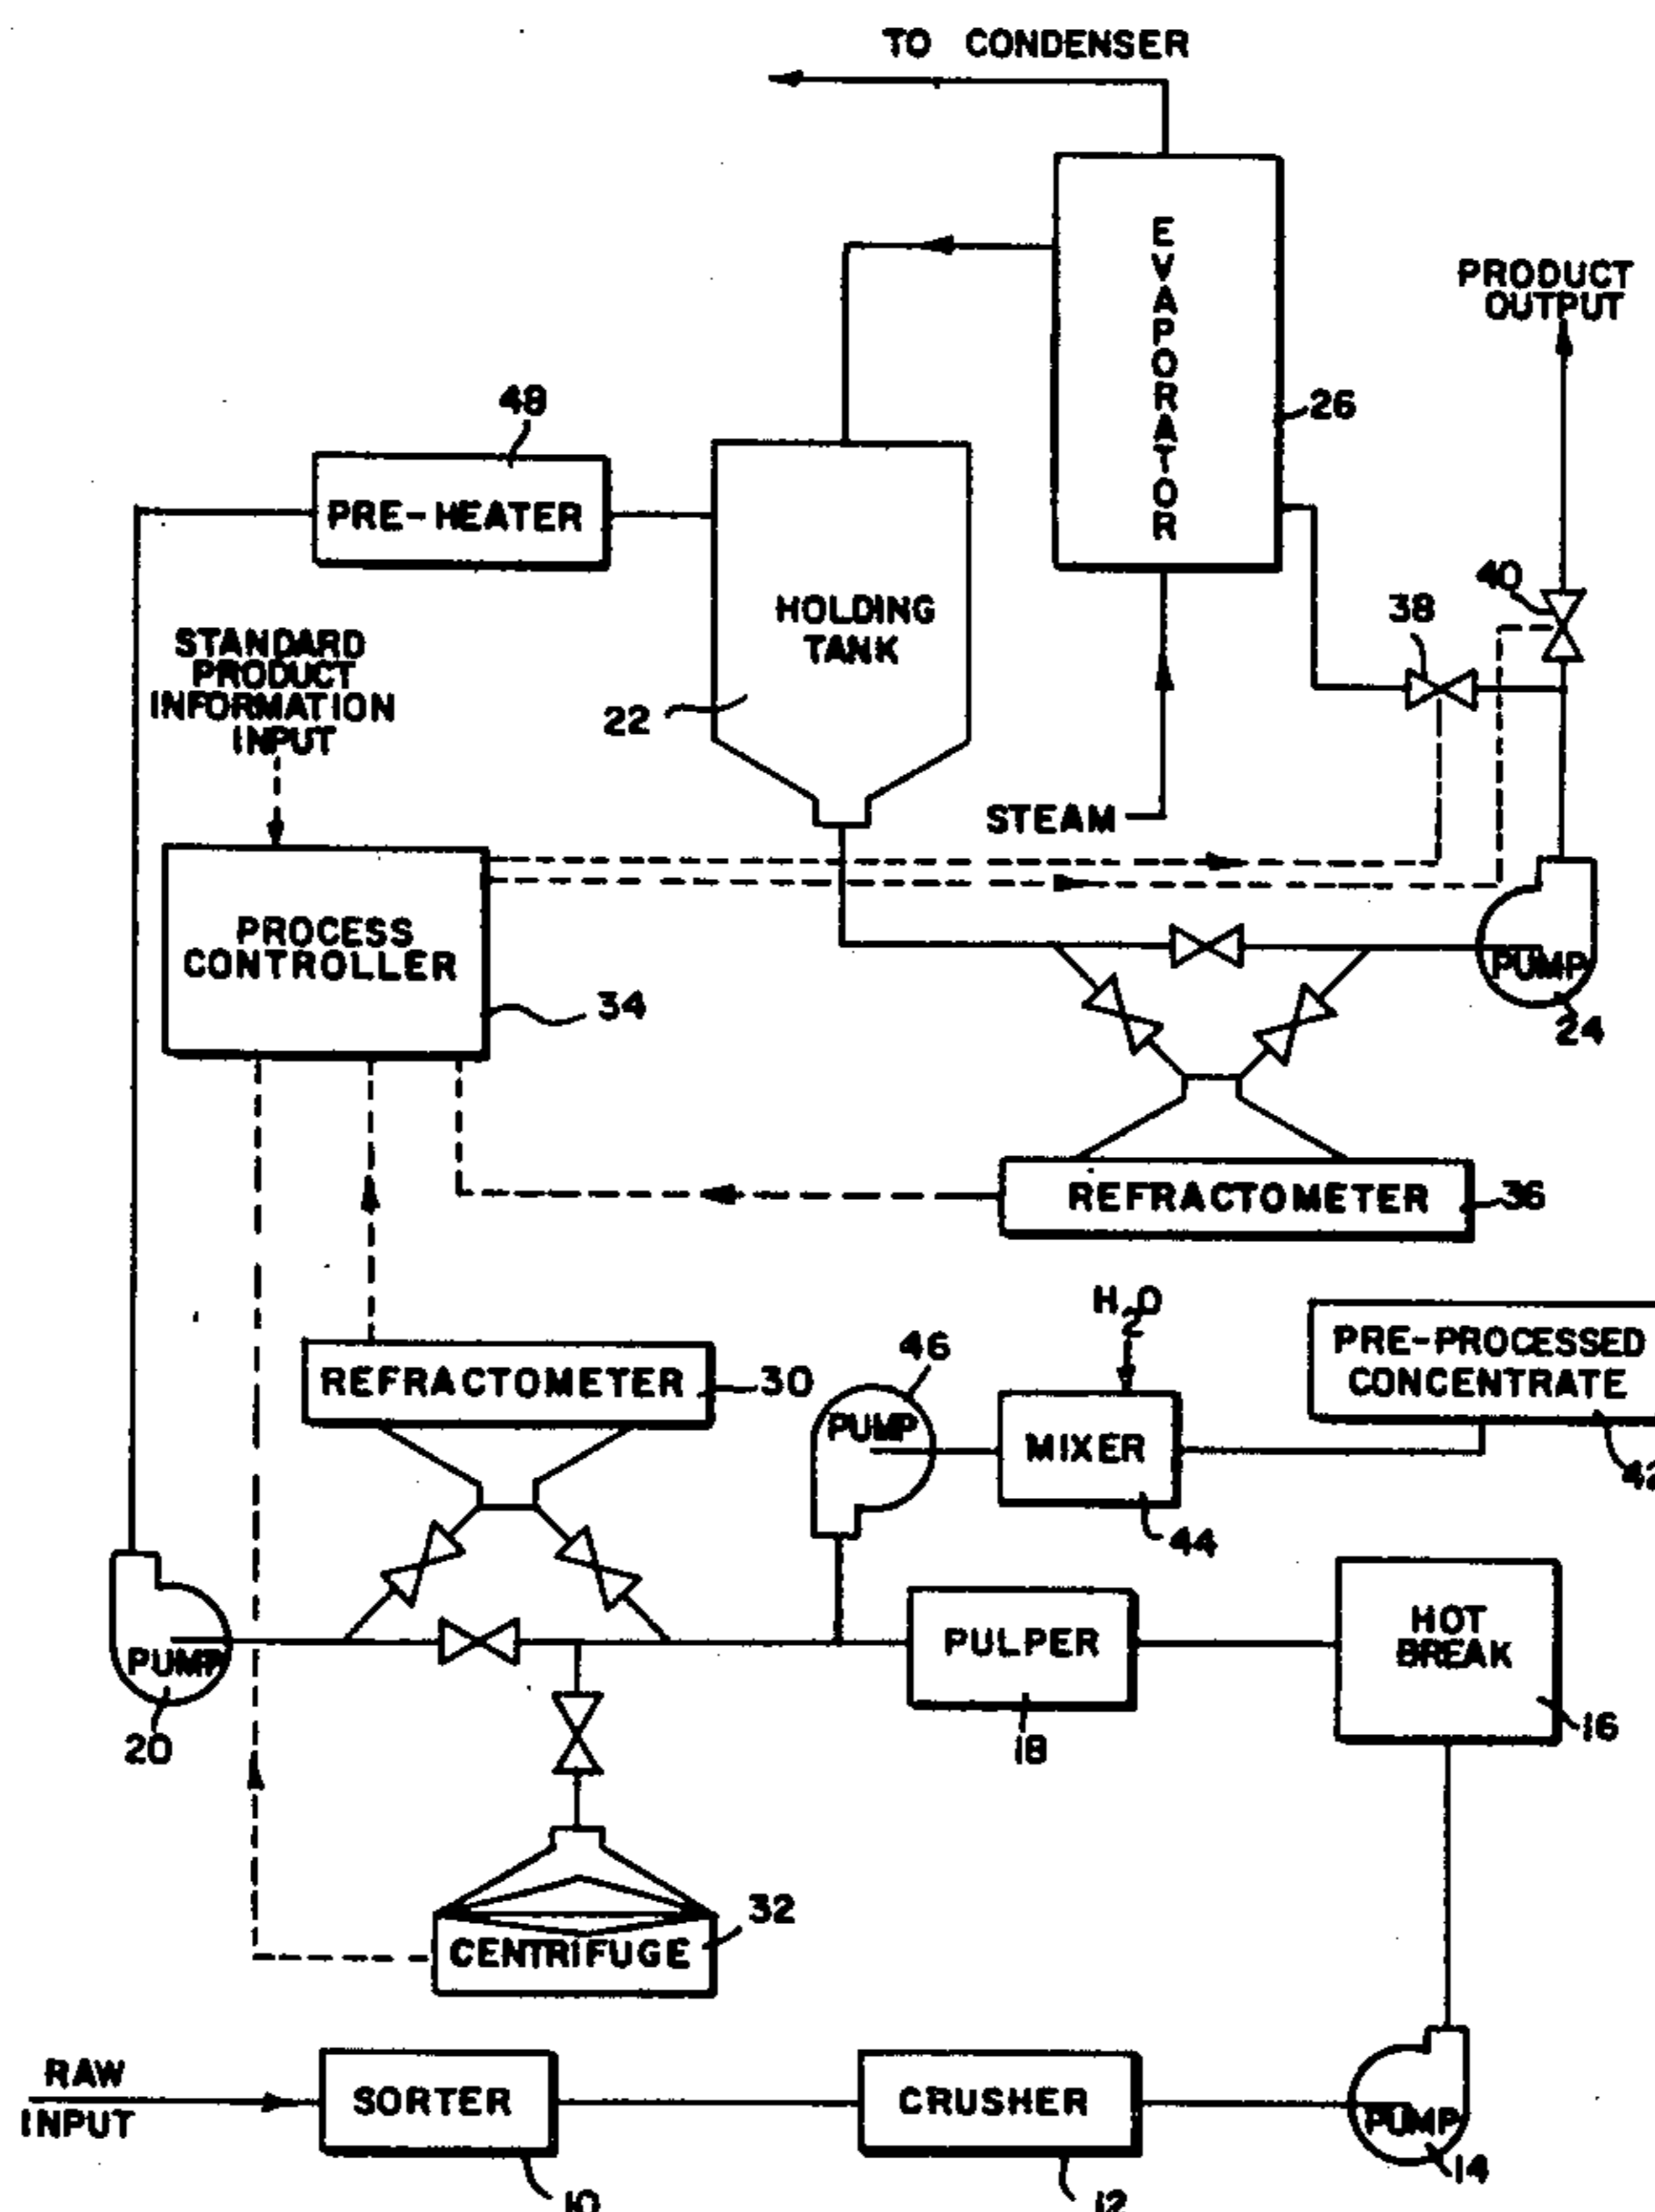 TO CONDENSER
EVAPORATOR
PRODUCT
OUTPUT
26
48
PRE-HEATER
40
38
HOLDING
TANK
22
STANDARD
PRODUCT
INFORMATION
INPUT
STEAM
PROCESS
CONTROLLER
34
PUMP
24
REFRACTOMETER
36
H2O
PRE-PROCESSED
CONCENTRATE
42
46
PUMP
MIXER
44
REFRACTOMETER
30
HOT
BREAK
16
PULPER
18
PUMP
20
32
CENTRIFUGE
RAW
INPUT
SORTER
10
CRUSHER
12
PUMP
14